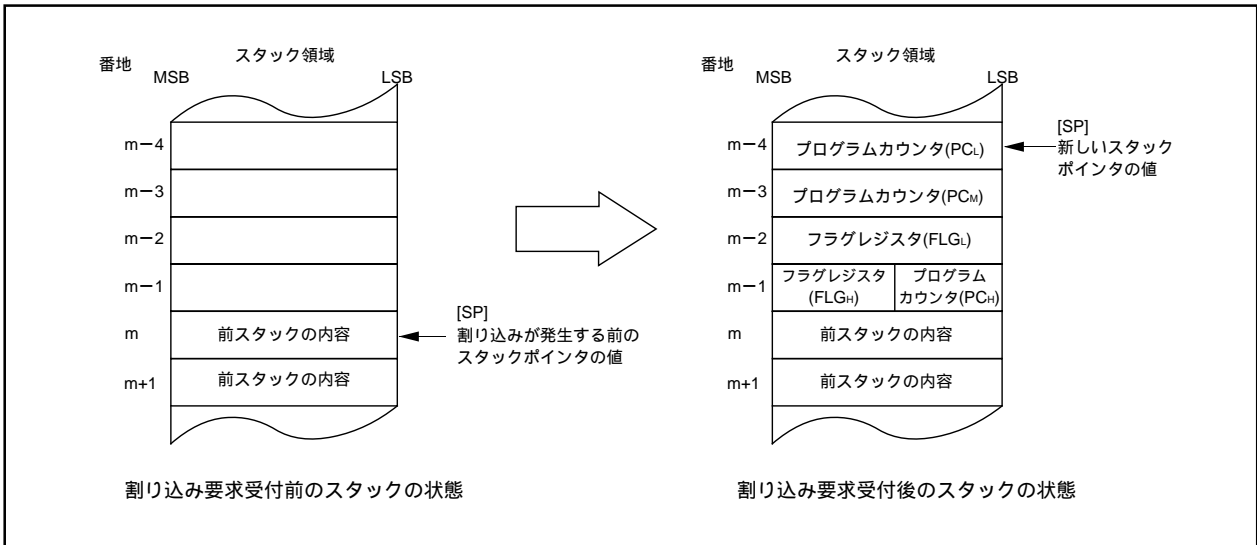 スタック領域
番地
MSB
LSB
m－4
m－3
m－2
m－1
m
前スタックの内容
m+1
前スタックの内容
[SP]
割り込みが発生する前の
スタックポインタの値
割り込み要求受付前のスタックの状態
スタック領域
番地
MSB
LSB
m－4
プログラムカウンタ(PCL)
[SP]
新しいスタック
ポインタの値
m－3
プログラムカウンタ(PCM)
m－2
フラグレジスタ(FLGL)
m－1
フラグレジスタ
(FLGH)
プログラム
カウンタ(PCH)
m
前スタックの内容
m+1
前スタックの内容
割り込み要求受付後のスタックの状態